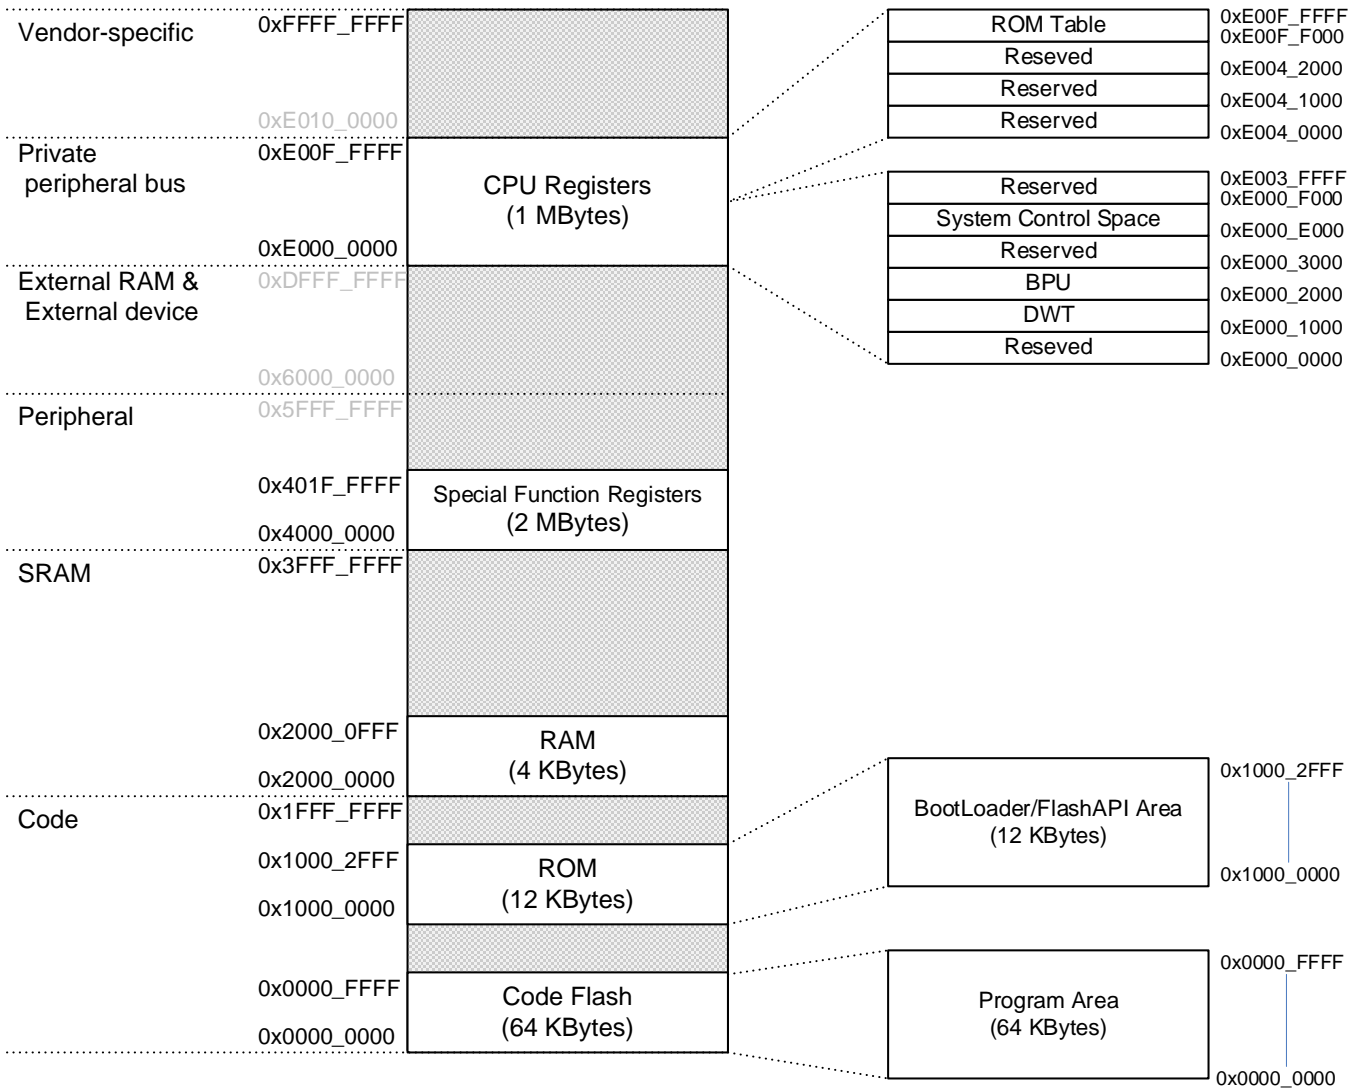 Vendor-specific
0xFFFF_FFFF
0xE010_0000
Private
peripheral bus
0xE00F_FFFF
CPU Registers
(1 MBytes)
0xE000_0000
External RAM &
External device
0xDFFF_FFFF
0x6000_0000
Peripheral
0x5FFF_FFFF
0x401F_FFFF
Special Function Registers
(2 MBytes)
0x4000_0000
SRAM
0x3FFF_FFFF
0x2000_0FFF
RAM
(4 KBytes)
0x2000_0000
Code
0x1FFF_FFFF
0x1000_2FFF
ROM
(12 KBytes)
0x1000_0000
0x0000_FFFF
Code Flash
(64 KBytes)
0x0000_0000
ROM Table
0xE00F_FFFF
0xE00F_F000
Reseved
0xE004_2000
Reserved
0xE004_1000
Reserved
0xE004_0000
Reserved
0xE003_FFFF
0xE000_F000
System Control Space
0xE000_E000
Reserved
0xE000_3000
BPU
0xE000_2000
DWT
0xE000_1000
Reseved
0xE000_0000
0x1000_2FFF
BootLoader/FlashAPI Area
(12 KBytes)
0x1000_0000
0x0000_FFFF
Program Area
(64 KBytes)
0x0000_0000